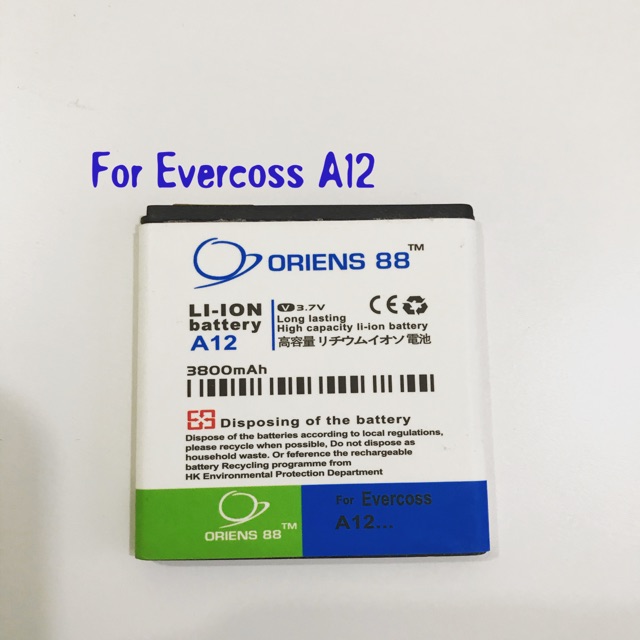 For Evercoss A12
ORIENS 88™
LI-ION
battery
A12
V 3.7V
Long lasting
High capacity li-ion battery
高容量リチウムイオソ電池
3800mAh
Disposing of the battery
Dispose of the batteries according to local regulations,
please recycle when possible, Do not dispose as
household waste. Or reference the rechargeable
battery Recycling programme from
HK Environmental Protection Department
ORIENS 88™
For Evercoss
A12...